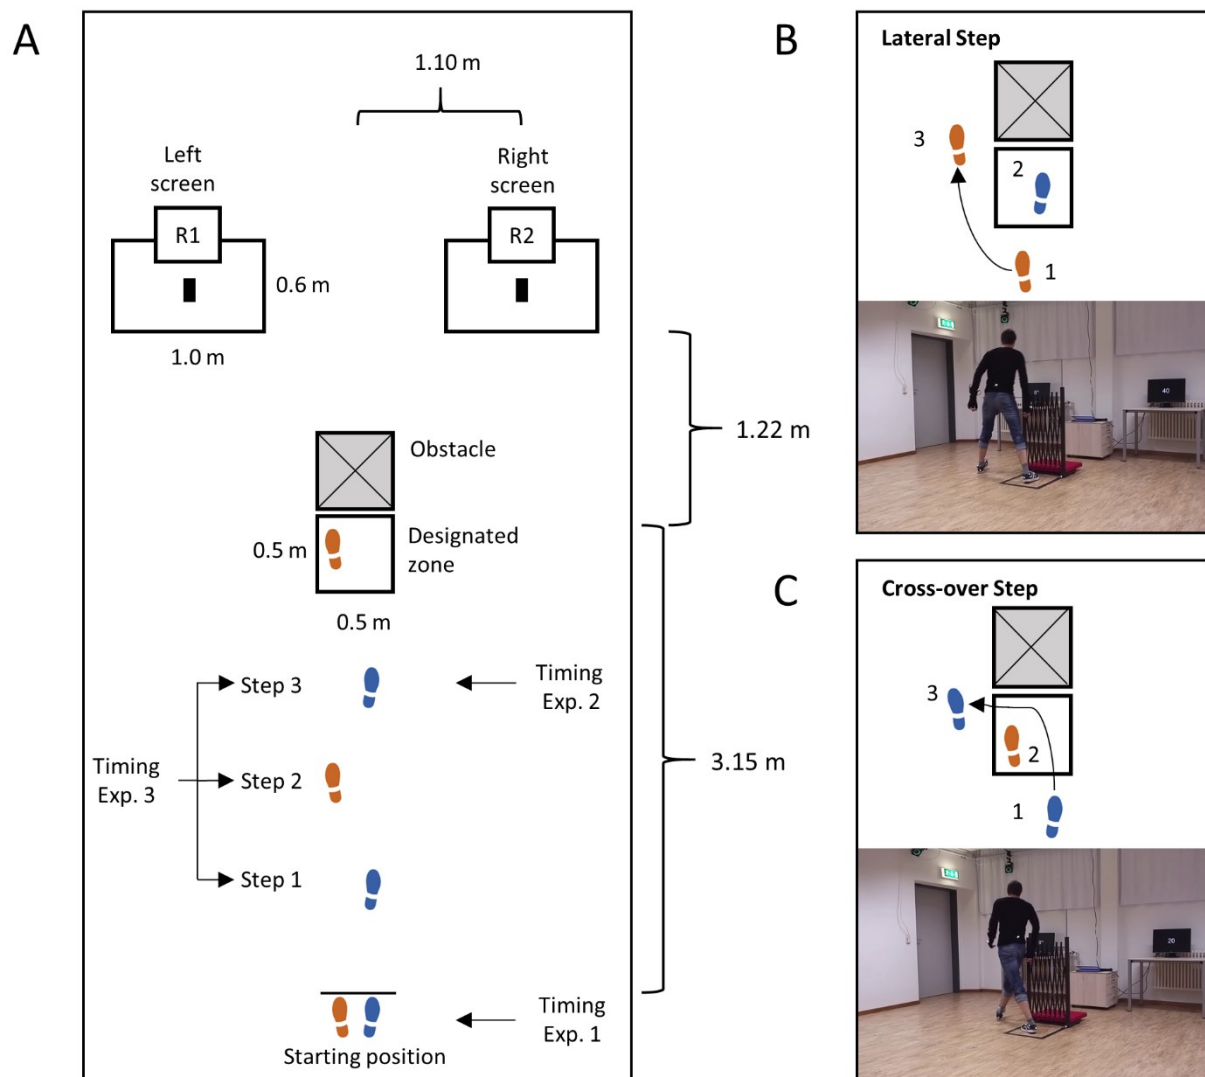 A
1.10 m
Left
screen
Right
screen
R1
R2
0.6 m
1.0 m
1.22 m
Obstacle
0.5 m
Designated
zone
0.5 m
Step 3
Timing
Exp. 2
Timing
Exp. 3
Step 2
3.15 m
Step 1
Timing
Exp. 1
Starting position
B
Lateral Step
3
2
1
40
C
Cross-over Step
3
2
1
20